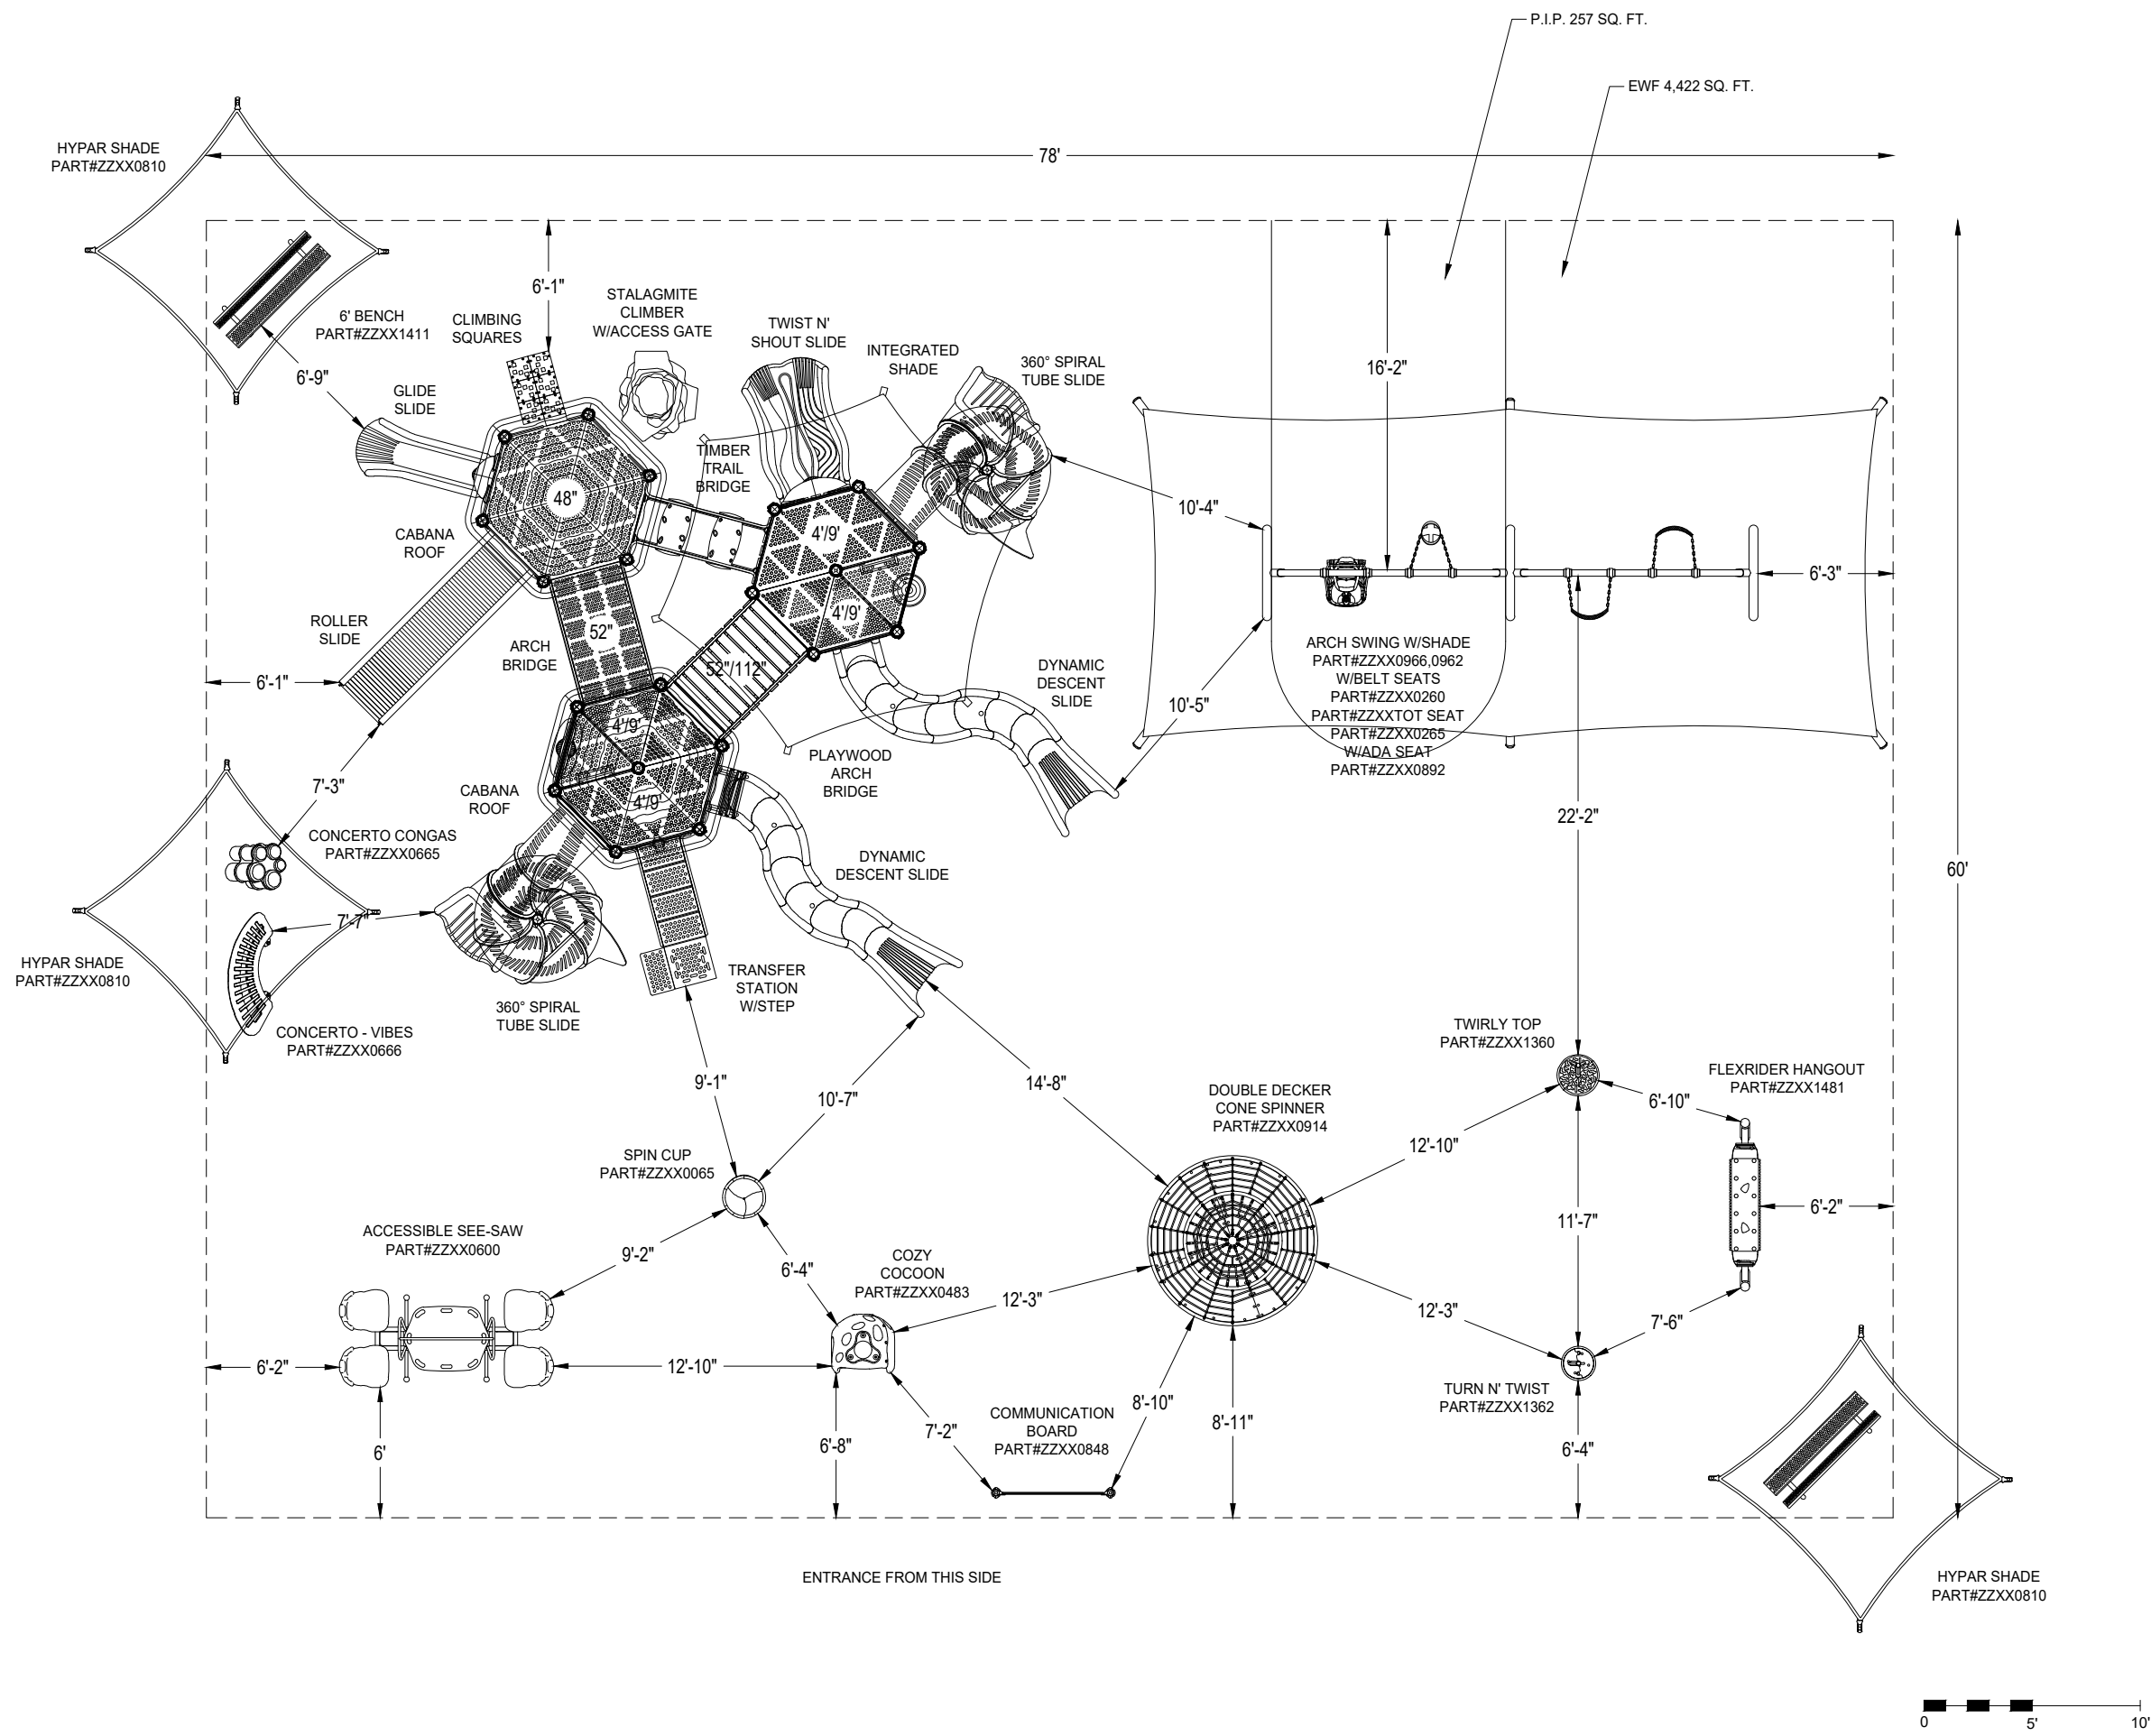 P.I.P. 257 SQ. FT.
EWF 4,422 SQ. FT.
78'
HYPAR SHADE
PART#ZZXX0810
6' BENCH
PART#ZZXX1411
6'-9"
6'-1"
CLIMBING
SQUARES
STALAGMITE
CLIMBER
W/ACCESS GATE
TWIST N'
SHOUT SLIDE
INTEGRATED
SHADE
360° SPIRAL
TUBE SLIDE
16'-2"
GLIDE
SLIDE
48"
TIMBER
TRAIL
BRIDGE
CABANA
ROOF
4'/9'
4'/9'
10'-4"
6'-3"
ROLLER
SLIDE
ARCH
BRIDGE
52"
52"/112"
6'-1"
DYNAMIC
DESCENT
SLIDE
10'-5"
ARCH SWING W/SHADE
PART#ZZXX0966,0962
W/BELT SEATS
PART#ZZXX0260
PART#ZZXXTOT SEAT
PART#ZZXX0265
W/ADA SEAT
PART#ZZXX0892
4'/9'
4'/9'
PLAYWOOD
ARCH
BRIDGE
7'-3"
CABANA
ROOF
22'-2"
60'
CONCERTO CONGAS
PART#ZZXX0665
DYNAMIC
DESCENT SLIDE
7'-7"
HYPAR SHADE
PART#ZZXX0810
CONCERTO - VIBES
PART#ZZXX0666
360° SPIRAL
TUBE SLIDE
TRANSFER
STATION
W/STEP
9'-1"
10'-7"
14'-8"
TWIRLY TOP
PART#ZZXX1360
FLEXRIDER HANGOUT
PART#ZZXX1481
6'-10"
DOUBLE DECKER
CONE SPINNER
PART#ZZXX0914
12'-10"
SPIN CUP
PART#ZZXX0065
11'-7"
6'-2"
ACCESSIBLE SEE-SAW
PART#ZZXX0600
9'-2"
6'-4"
COZY
COCOON
PART#ZZXX0483
12'-3"
12'-3"
7'-6"
6'-2"
12'-10"
TURN N' TWIST
PART#ZZXX1362
8'-10"
8'-11"
COMMUNICATION
BOARD
PART#ZZXX0848
7'-2"
6'
6'-8"
6'-4"
ENTRANCE FROM THIS SIDE
HYPAR SHADE
PART#ZZXX0810
0
5'
10'